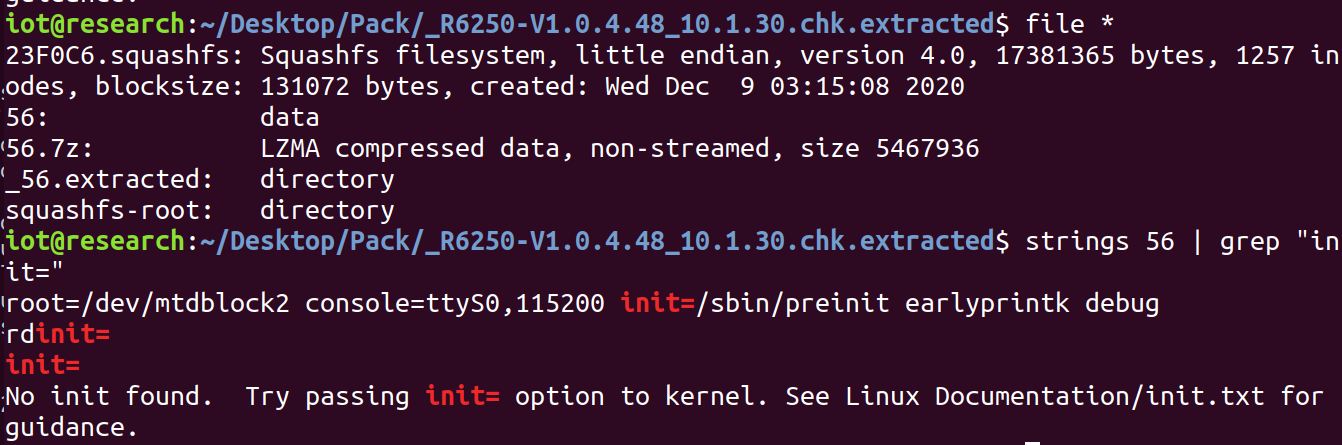 guidance.
iot@research:~/Desktop/Pack/_R6250-V1.0.4.48_10.1.30.chk.extracted$ file *
23F0C6.squashfs: Squashfs filesystem, little endian, version 4.0, 17381365 bytes, 1257 in
odes, blocksize: 131072 bytes, created: Wed Dec  9 03:15:08 2020
56:              data
56.7z:           LZMA compressed data, non-streamed, size 5467936
_56.extracted:   directory
squashfs-root:   directory
iot@research:~/Desktop/Pack/_R6250-V1.0.4.48_10.1.30.chk.extracted$ strings 56 | grep "in
it="
root=/dev/mtdblock2 console=ttyS0,115200 init=/sbin/preinit earlyprintk debug
rdinit=
init=
No init found.  Try passing init= option to kernel. See Linux Documentation/init.txt for
guidance.